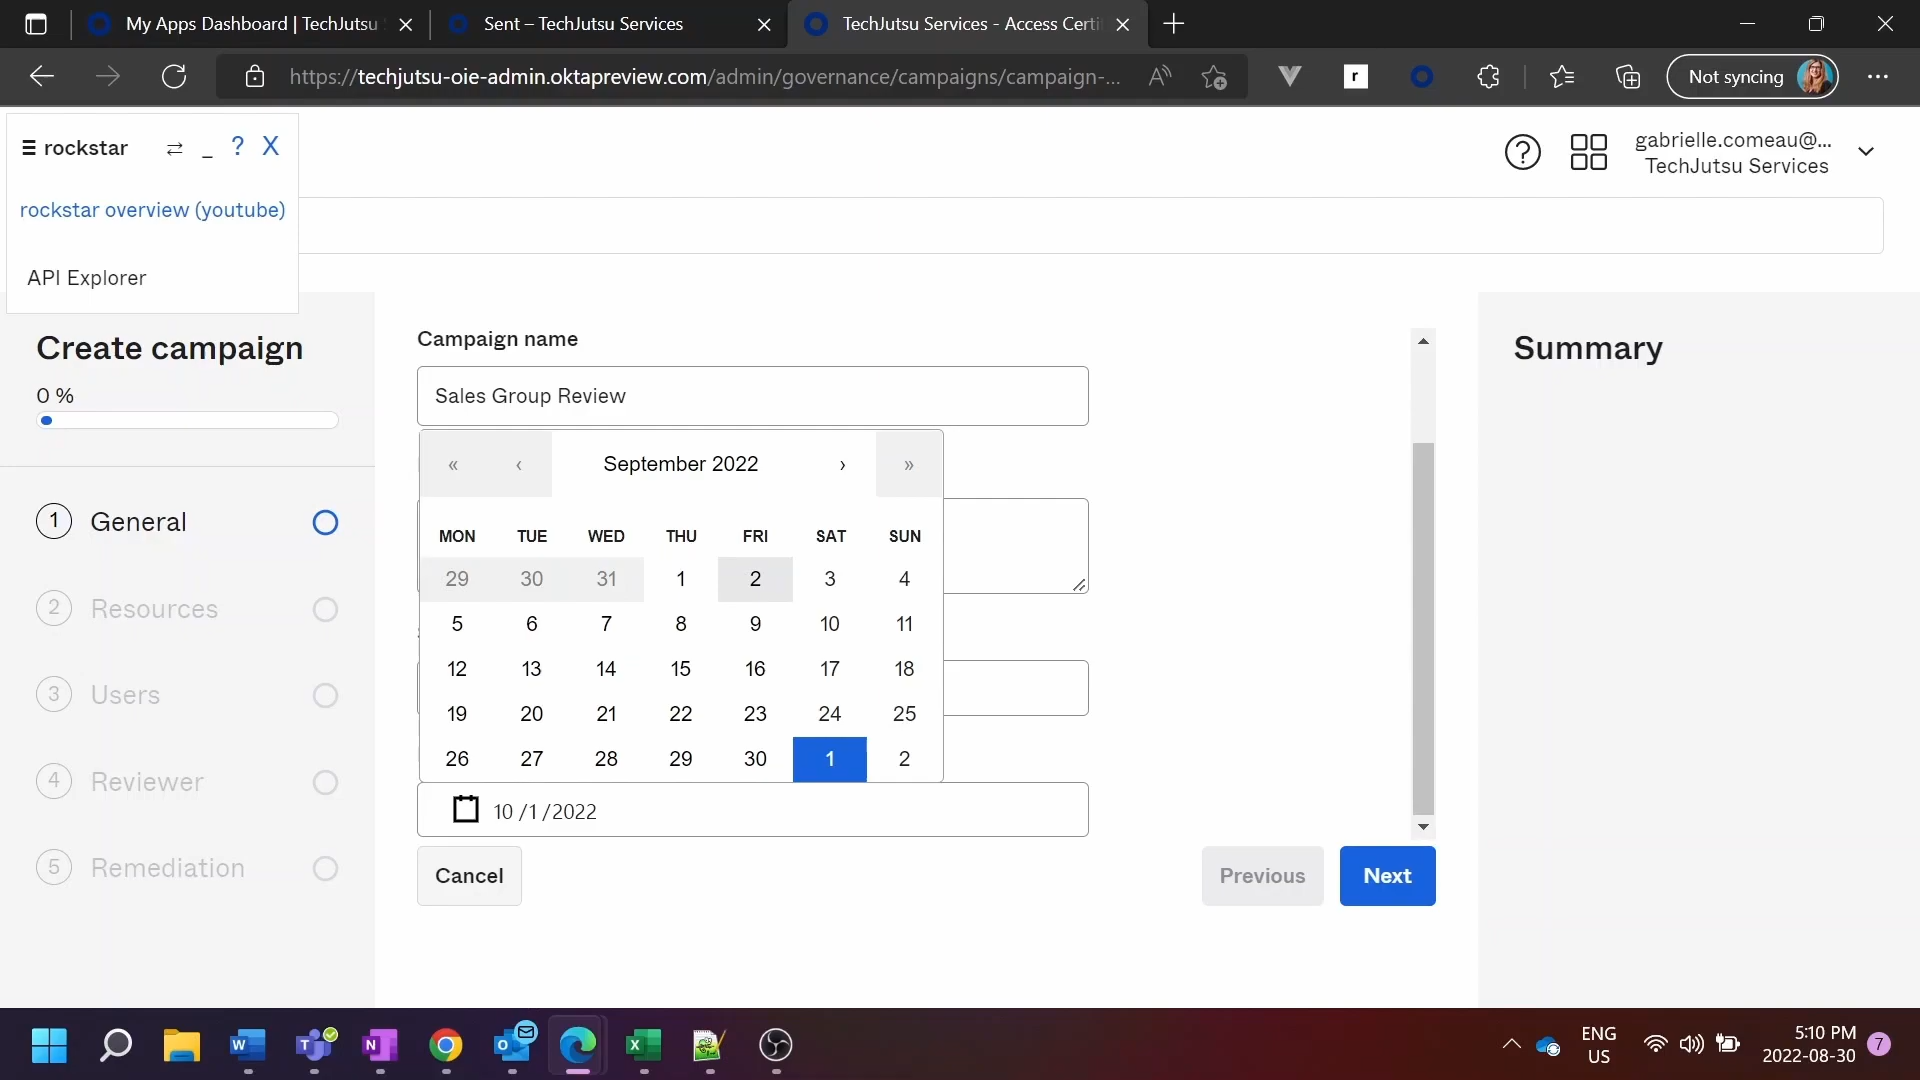 My Apps Dashboard | TechJutsu
Sent – TechJutsu Services
TechJutsu Services - Access Certi
https://techjutsu-oie-admin.oktapreview.com/admin/governance/campaigns/campaign-...
Not syncing
rockstar
? X
rockstar overview (youtube)
API Explorer
gabrielle.comeau@...
TechJutsu Services
Create campaign
0 %
1 General
2 Resources
3 Users
4 Reviewer
5 Remediation
Campaign name
Sales Group Review
« ‹ September 2022 › »
MON TUE WED THU FRI SAT SUN
29 30 31 1 2 3 4
5 6 7 8 9 10 11
12 13 14 15 16 17 18
19 20 21 22 23 24 25
26 27 28 29 30 1 2
10 /1 /2022
Cancel
Previous
Next
Summary
ENG
US
5:10 PM
2022-08-30
7